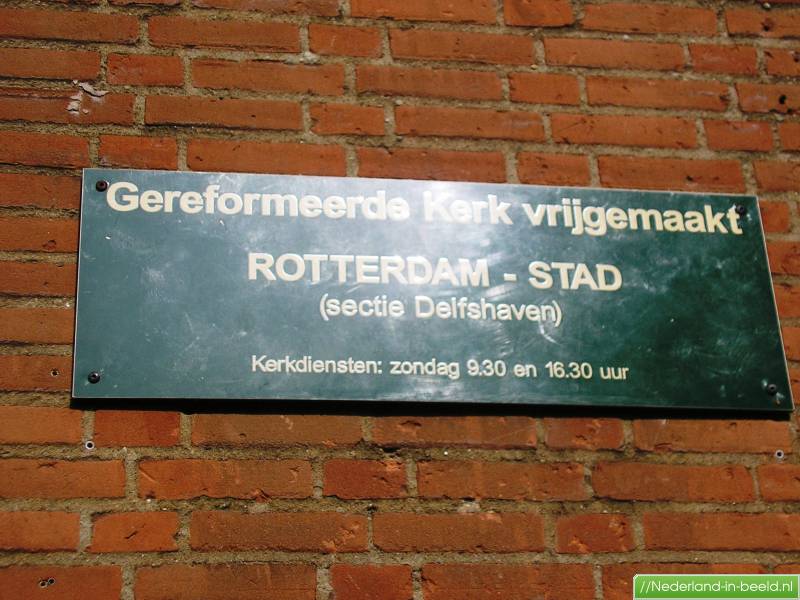 Gereformeerde Kerk vrijgemaakt
ROTTERDAM - STAD
(sectie Delfshaven)
Kerkdiensten: zondag 9.30 en 16.30 uur
//Nederland-in-beeld.nl